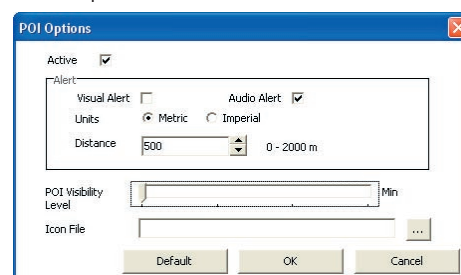 POI Options
Active
Alert
Visual Alert Audio Alert
Units Metric Imperial
Distance 500 0 - 2000 m
POI Visibility Level Min
Icon File ...
Default OK Cancel